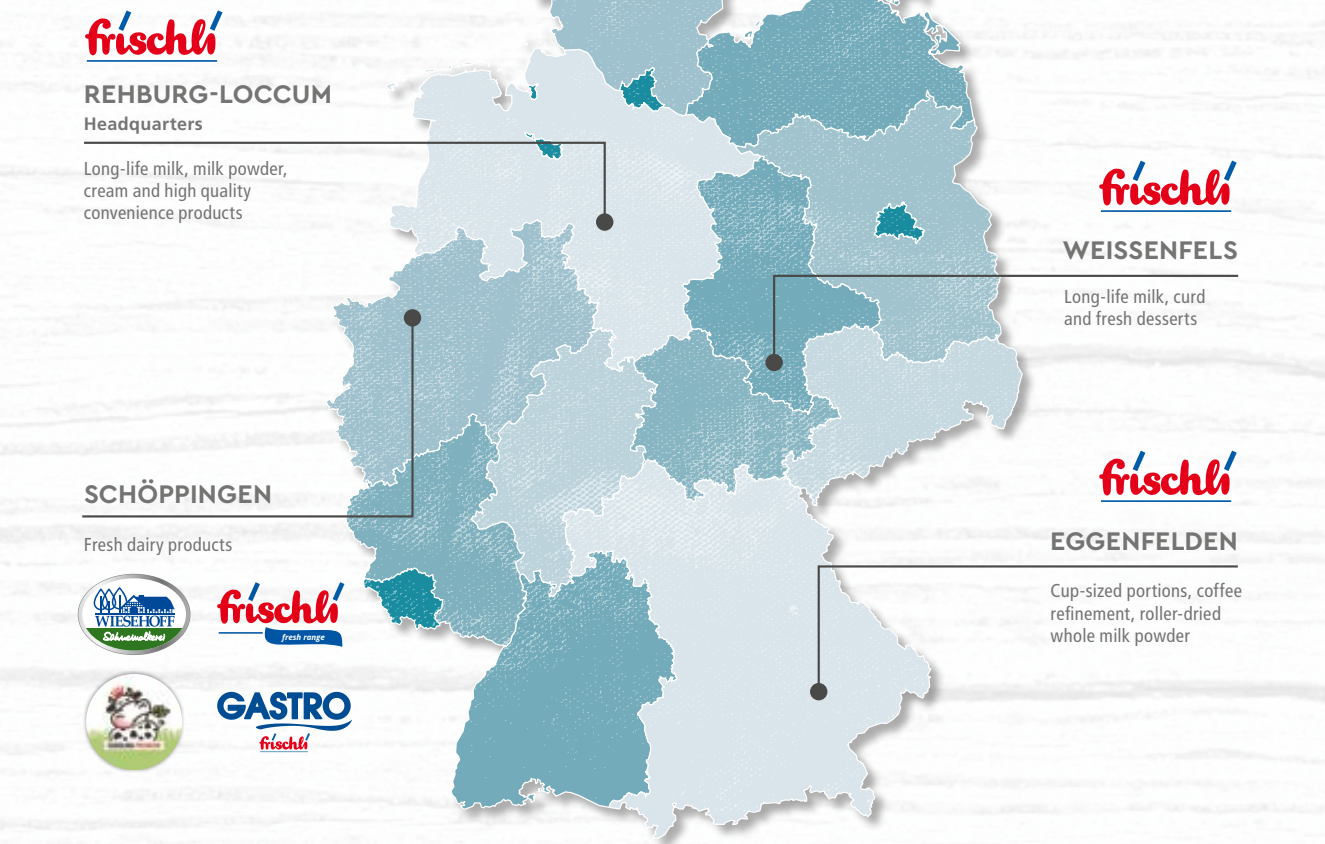 frischli
REHBURG-LOCCUM
Headquarters
Long-life milk, milk powder,
cream and high quality
convenience products
frischli
WEISSENFELS
Long-life milk, curd
and fresh desserts
SCHÖPPINGEN
Fresh dairy products
WIESEHOFF
frischli
fresh range
GASTRO
frischli
frischli
EGGENFELDEN
Cup-sized portions, coffee
refinement, roller-dried
whole milk powder